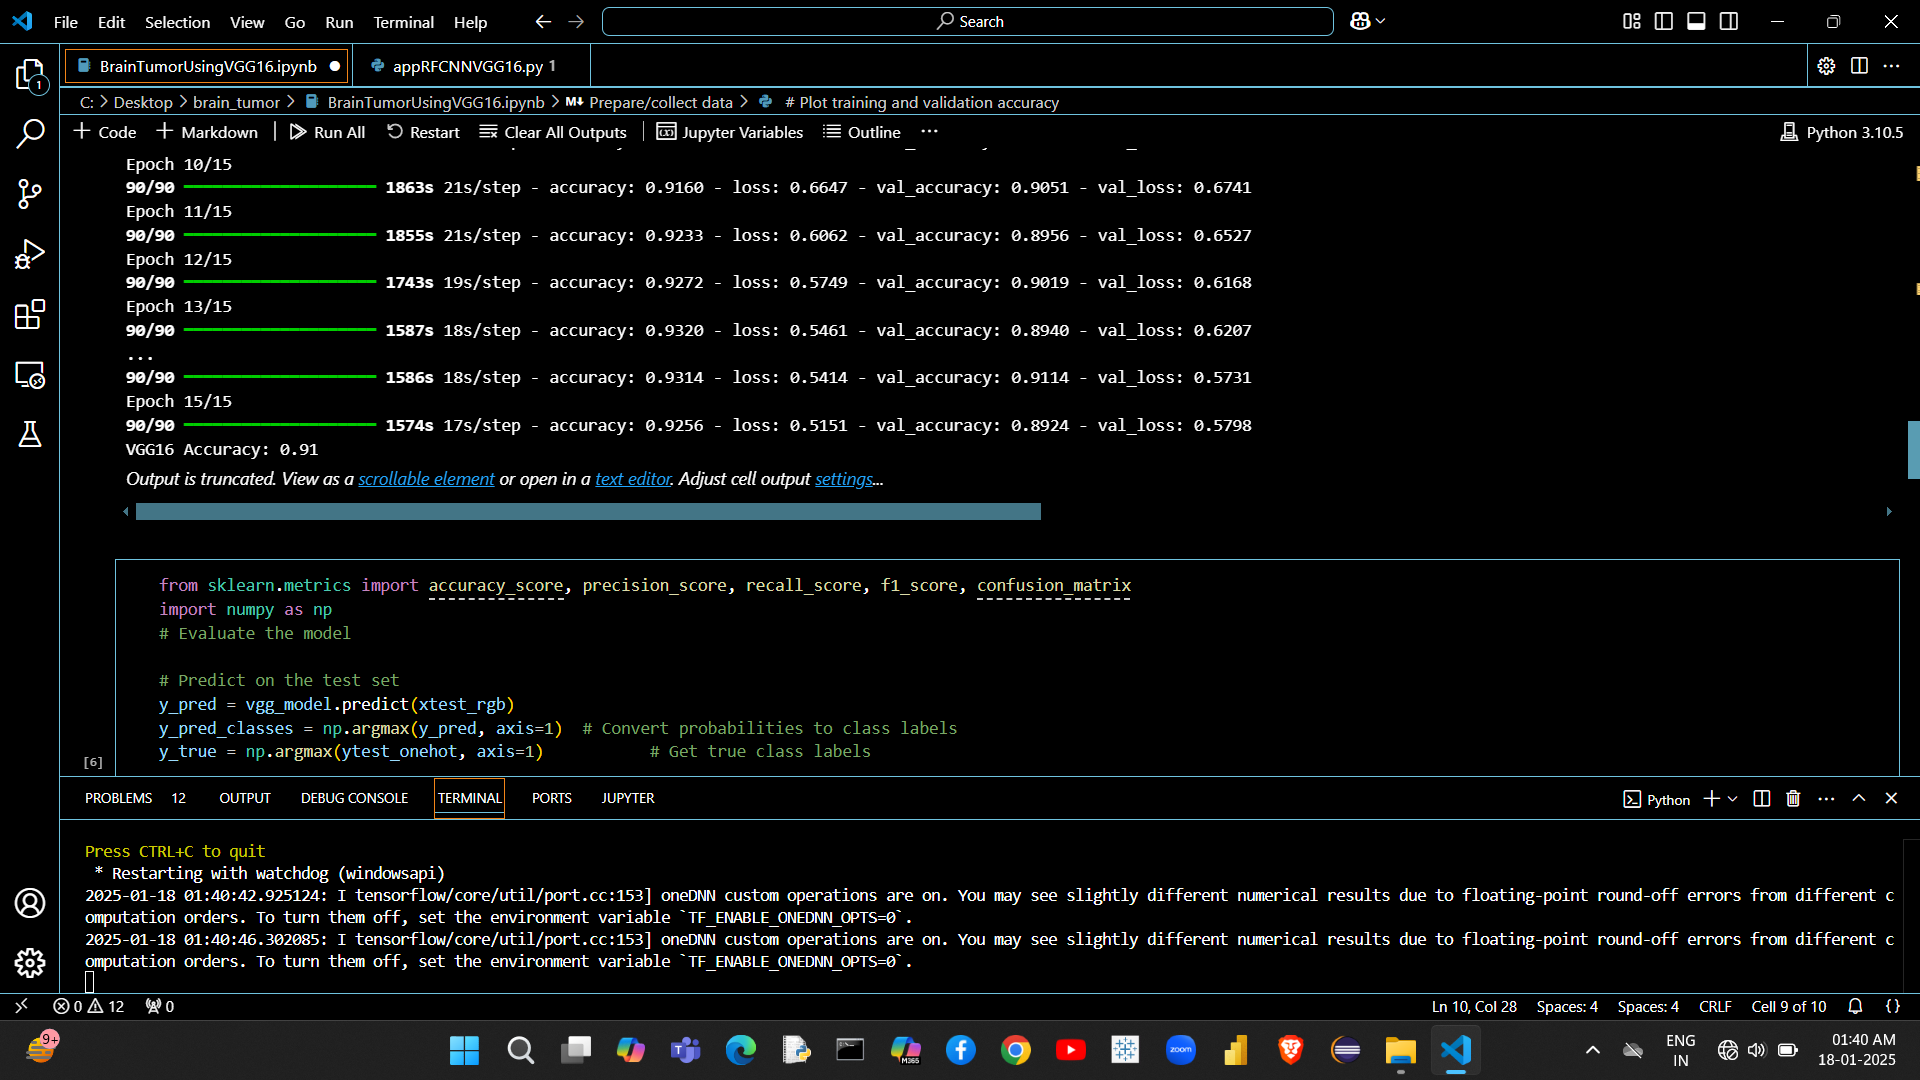 File Edit Selection View Go Run Terminal Help Search
BrainTumorUsingVGG16.ipynb appRFCNNVGG16.py 1
C: > Desktop > brain_tumor > BrainTumorUsingVGG16.ipynb > M↓ Prepare/collect data > # Plot training and validation accuracy
+ Code + Markdown | Run All Restart Clear All Outputs | Jupyter Variables Outline ... Python 3.10.5
Epoch 10/15
90/90 1863s 21s/step - accuracy: 0.9160 - loss: 0.6647 - val_accuracy: 0.9051 - val_loss: 0.6741
Epoch 11/15
90/90 1855s 21s/step - accuracy: 0.9233 - loss: 0.6062 - val_accuracy: 0.8956 - val_loss: 0.6527
Epoch 12/15
90/90 1743s 19s/step - accuracy: 0.9272 - loss: 0.5749 - val_accuracy: 0.9019 - val_loss: 0.6168
Epoch 13/15
90/90 1587s 18s/step - accuracy: 0.9320 - loss: 0.5461 - val_accuracy: 0.8940 - val_loss: 0.6207
...
90/90 1586s 18s/step - accuracy: 0.9314 - loss: 0.5414 - val_accuracy: 0.9114 - val_loss: 0.5731
Epoch 15/15
90/90 1574s 17s/step - accuracy: 0.9256 - loss: 0.5151 - val_accuracy: 0.8924 - val_loss: 0.5798
VGG16 Accuracy: 0.91
Output is truncated. View as a scrollable element or open in a text editor. Adjust cell output settings...
from sklearn.metrics import accuracy_score, precision_score, recall_score, f1_score, confusion_matrix
import numpy as np
# Evaluate the model
# Predict on the test set
y_pred = vgg_model.predict(xtest_rgb)
y_pred_classes = np.argmax(y_pred, axis=1)  # Convert probabilities to class labels
y_true = np.argmax(ytest_onehot, axis=1)           # Get true class labels
[6]
PROBLEMS 12 OUTPUT DEBUG CONSOLE TERMINAL PORTS JUPYTER Python
Press CTRL+C to quit
* Restarting with watchdog (windowsapi)
2025-01-18 01:40:42.925124: I tensorflow/core/util/port.cc:153] oneDNN custom operations are on. You may see slightly different numerical results due to floating-point round-off errors from different c
omputation orders. To turn them off, set the environment variable `TF_ENABLE_ONEDNN_OPTS=0`.
2025-01-18 01:40:46.302085: I tensorflow/core/util/port.cc:153] oneDNN custom operations are on. You may see slightly different numerical results due to floating-point round-off errors from different c
omputation orders. To turn them off, set the environment variable `TF_ENABLE_ONEDNN_OPTS=0`.
0 12 0 Ln 10, Col 28 Spaces: 4 Spaces: 4 CRLF Cell 9 of 10 {}
9+ M365 zoom ENG 01:40 AM
IN 18-01-2025